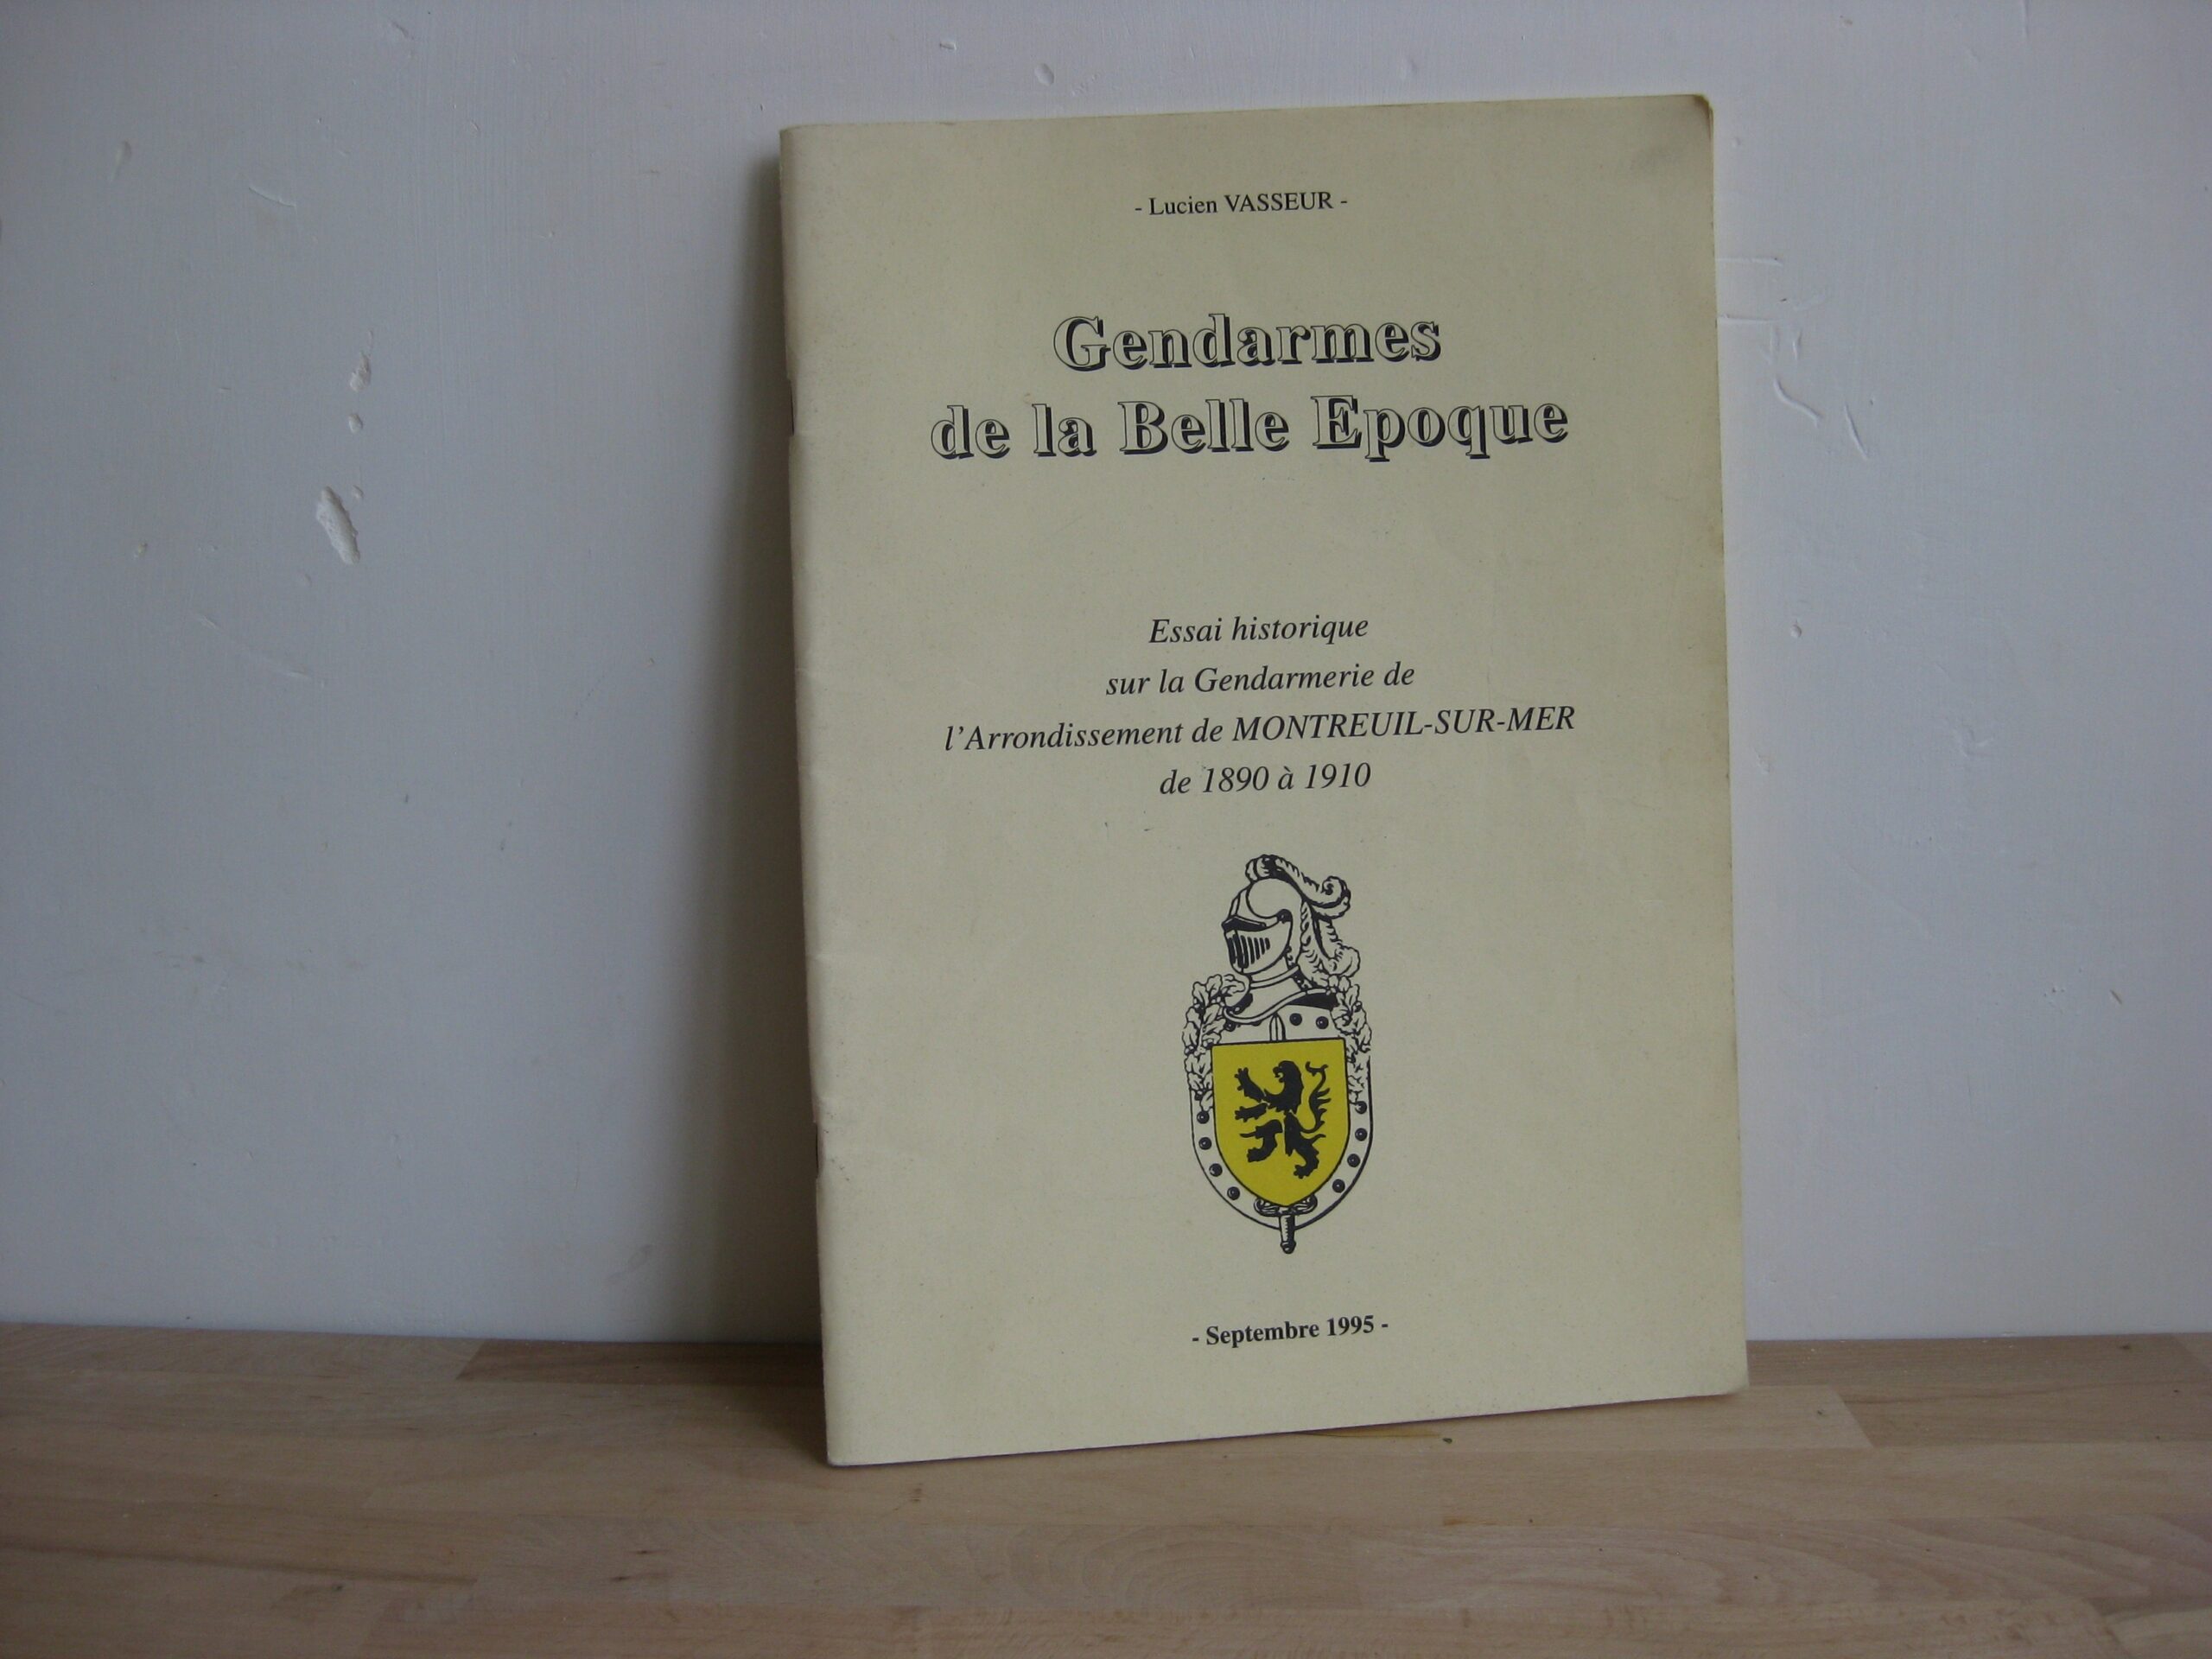 - Lucien VASSEUR -
Gendarmes
de la Belle Epoque
Essai historique
sur la Gendarmerie de
l'Arrondissement de MONTREUIL-SUR-MER
de 1890 à 1910
- Septembre 1995 -